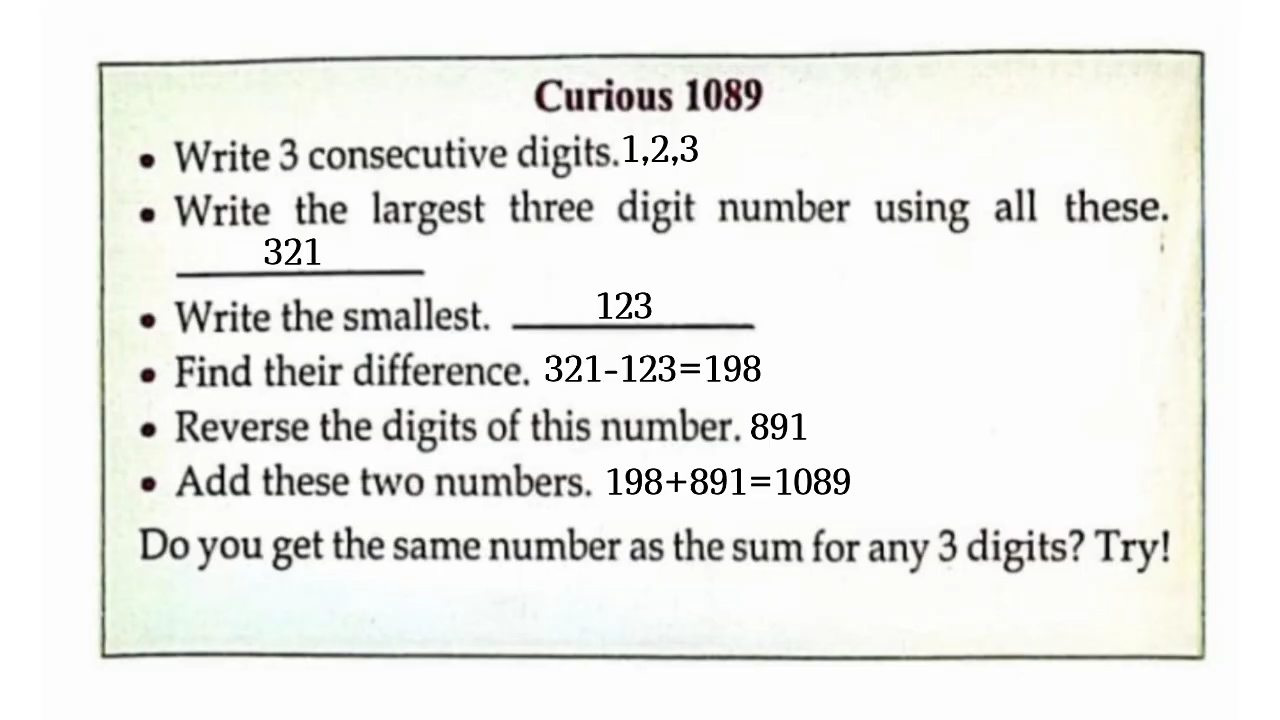 Curious 1089
• Write 3 consecutive digits. 1,2,3
• Write the largest three digit number using all these.
321
• Write the smallest. 123
• Find their difference. 321-123=198
• Reverse the digits of this number. 891
• Add these two numbers. 198+891=1089
Do you get the same number as the sum for any 3 digits? Try!